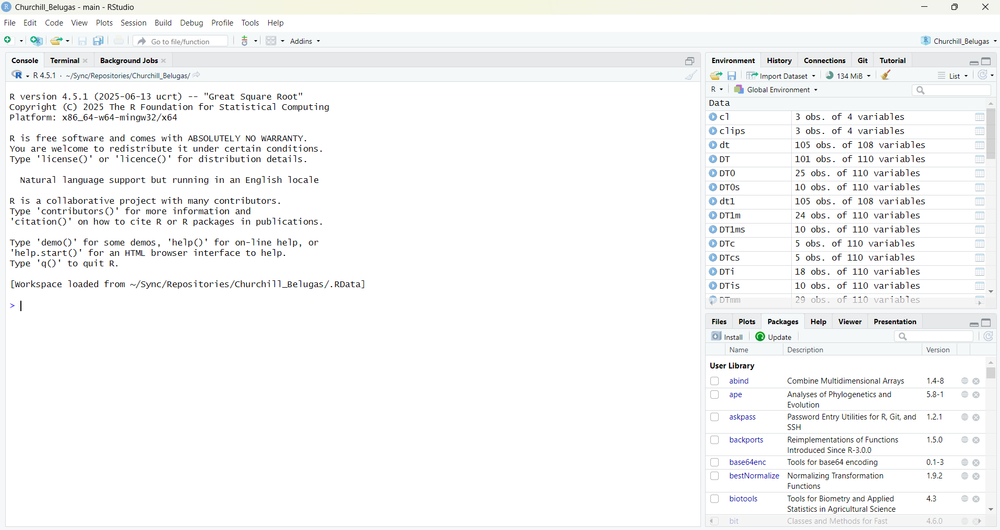 Churchill_Belugas - main - RStudio
File Edit Code View Plots Session Build Debug Profile Tools Help
Go to file/function Addins Churchill_Belugas
Console Terminal Background Jobs
R 4.5.1 · ~/Sync/Repositories/Churchill_Belugas/
R version 4.5.1 (2025-06-13 ucrt) -- "Great Square Root"
Copyright (C) 2025 The R Foundation for Statistical Computing
Platform: x86_64-w64-mingw32/x64
R is free software and comes with ABSOLUTELY NO WARRANTY.
You are welcome to redistribute it under certain conditions.
Type 'license()' or 'licence()' for distribution details.
Natural language support but running in an English locale
R is a collaborative project with many contributors.
Type 'contributors()' for more information and
'citation()' on how to cite R or R packages in publications.
Type 'demo()' for some demos, 'help()' for on-line help, or
'help.start()' for an HTML browser interface to help.
Type 'q()' to quit R.
[Workspace loaded from ~/Sync/Repositories/Churchill_Belugas/.RData]
>
Environment History Connections Git Tutorial
Import Dataset 134 MiB List
R Global Environment
Data
cl 3 obs. of 4 variables
clips 3 obs. of 4 variables
dt 105 obs. of 108 variables
DT 101 obs. of 110 variables
DT0 25 obs. of 110 variables
DT0s 10 obs. of 110 variables
dt1 105 obs. of 108 variables
DT1m 24 obs. of 110 variables
DT1ms 10 obs. of 110 variables
DTc 5 obs. of 110 variables
DTcs 5 obs. of 110 variables
DTi 18 obs. of 110 variables
DTis 10 obs. of 110 variables
DTmm 29 obs. of 110 variables
Files Plots Packages Help Viewer Presentation
Install Update
Name Description Version
User Library
abind Combine Multidimensional Arrays 1.4-8
ape Analyses of Phylogenetics and 5.8-1
Evolution
askpass Password Entry Utilities for R, Git, and 1.2.1
SSH
backports Reimplementations of Functions 1.5.0
Introduced Since R-3.0.0
base64enc Tools for base64 encoding 0.1-3
bestNormalize Normalizing Transformation 1.9.2
Functions
biotools Tools for Biometry and Applied 4.3
Statistics in Agricultural Science
bit Classes and Methods for Fast 4.6.0